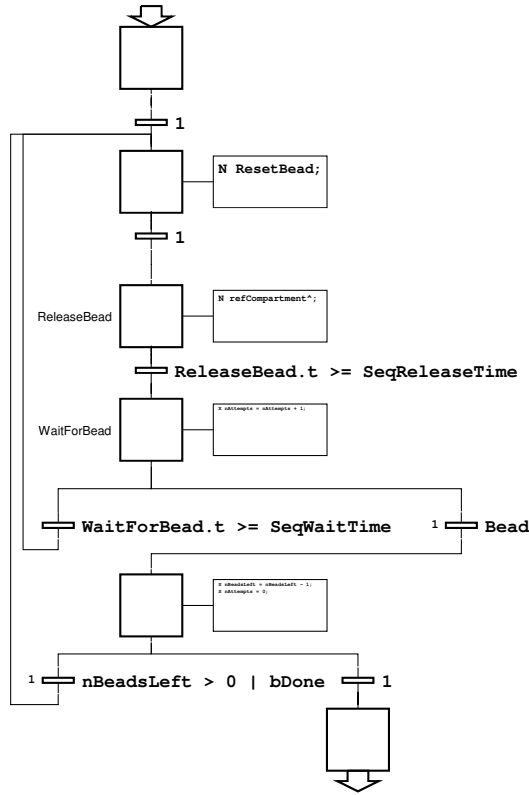 1
N ResetBead;
1
ReleaseBead
N refCompartment^;
ReleaseBead.t >= SeqReleaseTime
WaitForBead
X nAttempts = nAttempts + 1;
WaitForBead.t >= SeqWaitTime
1 Bead
X nBeadsLeft = nBeadsLeft - 1;
X nAttempts = 0;
1 nBeadsLeft > 0 | bDone
1